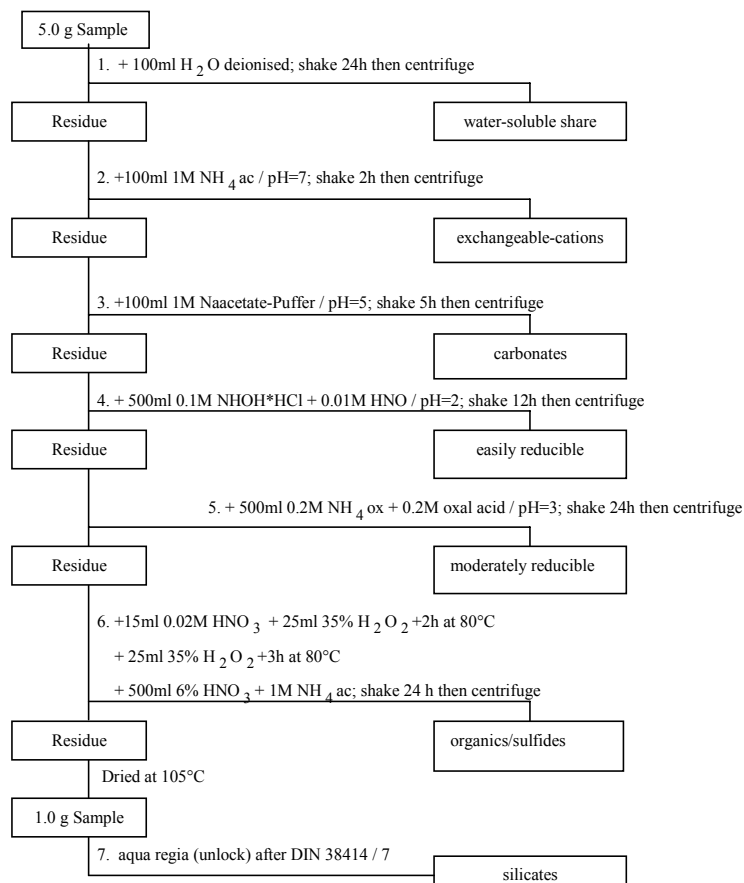 5.0 g Sample
1. + 100ml H2O deionised; shake 24h then centrifuge
Residue
water-soluble share
2. +100ml 1M NH4 ac / pH=7; shake 2h then centrifuge
Residue
exchangeable-cations
3. +100ml 1M Naacetate-Puffer / pH=5; shake 5h then centrifuge
Residue
carbonates
4. + 500ml 0.1M NHOH*HCl + 0.01M HNO / pH=2; shake 12h then centrifuge
Residue
easily reducible
5. + 500ml 0.2M NH4 ox + 0.2M oxal acid / pH=3; shake 24h then centrifuge
Residue
moderately reducible
6. +15ml 0.02M HNO3 + 25ml 35% H2O2 +2h at 80°C
+ 25ml 35% H2O2 +3h at 80°C
+ 500ml 6% HNO3 + 1M NH4 ac; shake 24 h then centrifuge
Residue
organics/sulfides
Dried at 105°C
1.0 g Sample
7. aqua regia (unlock) after DIN 38414 / 7
silicates